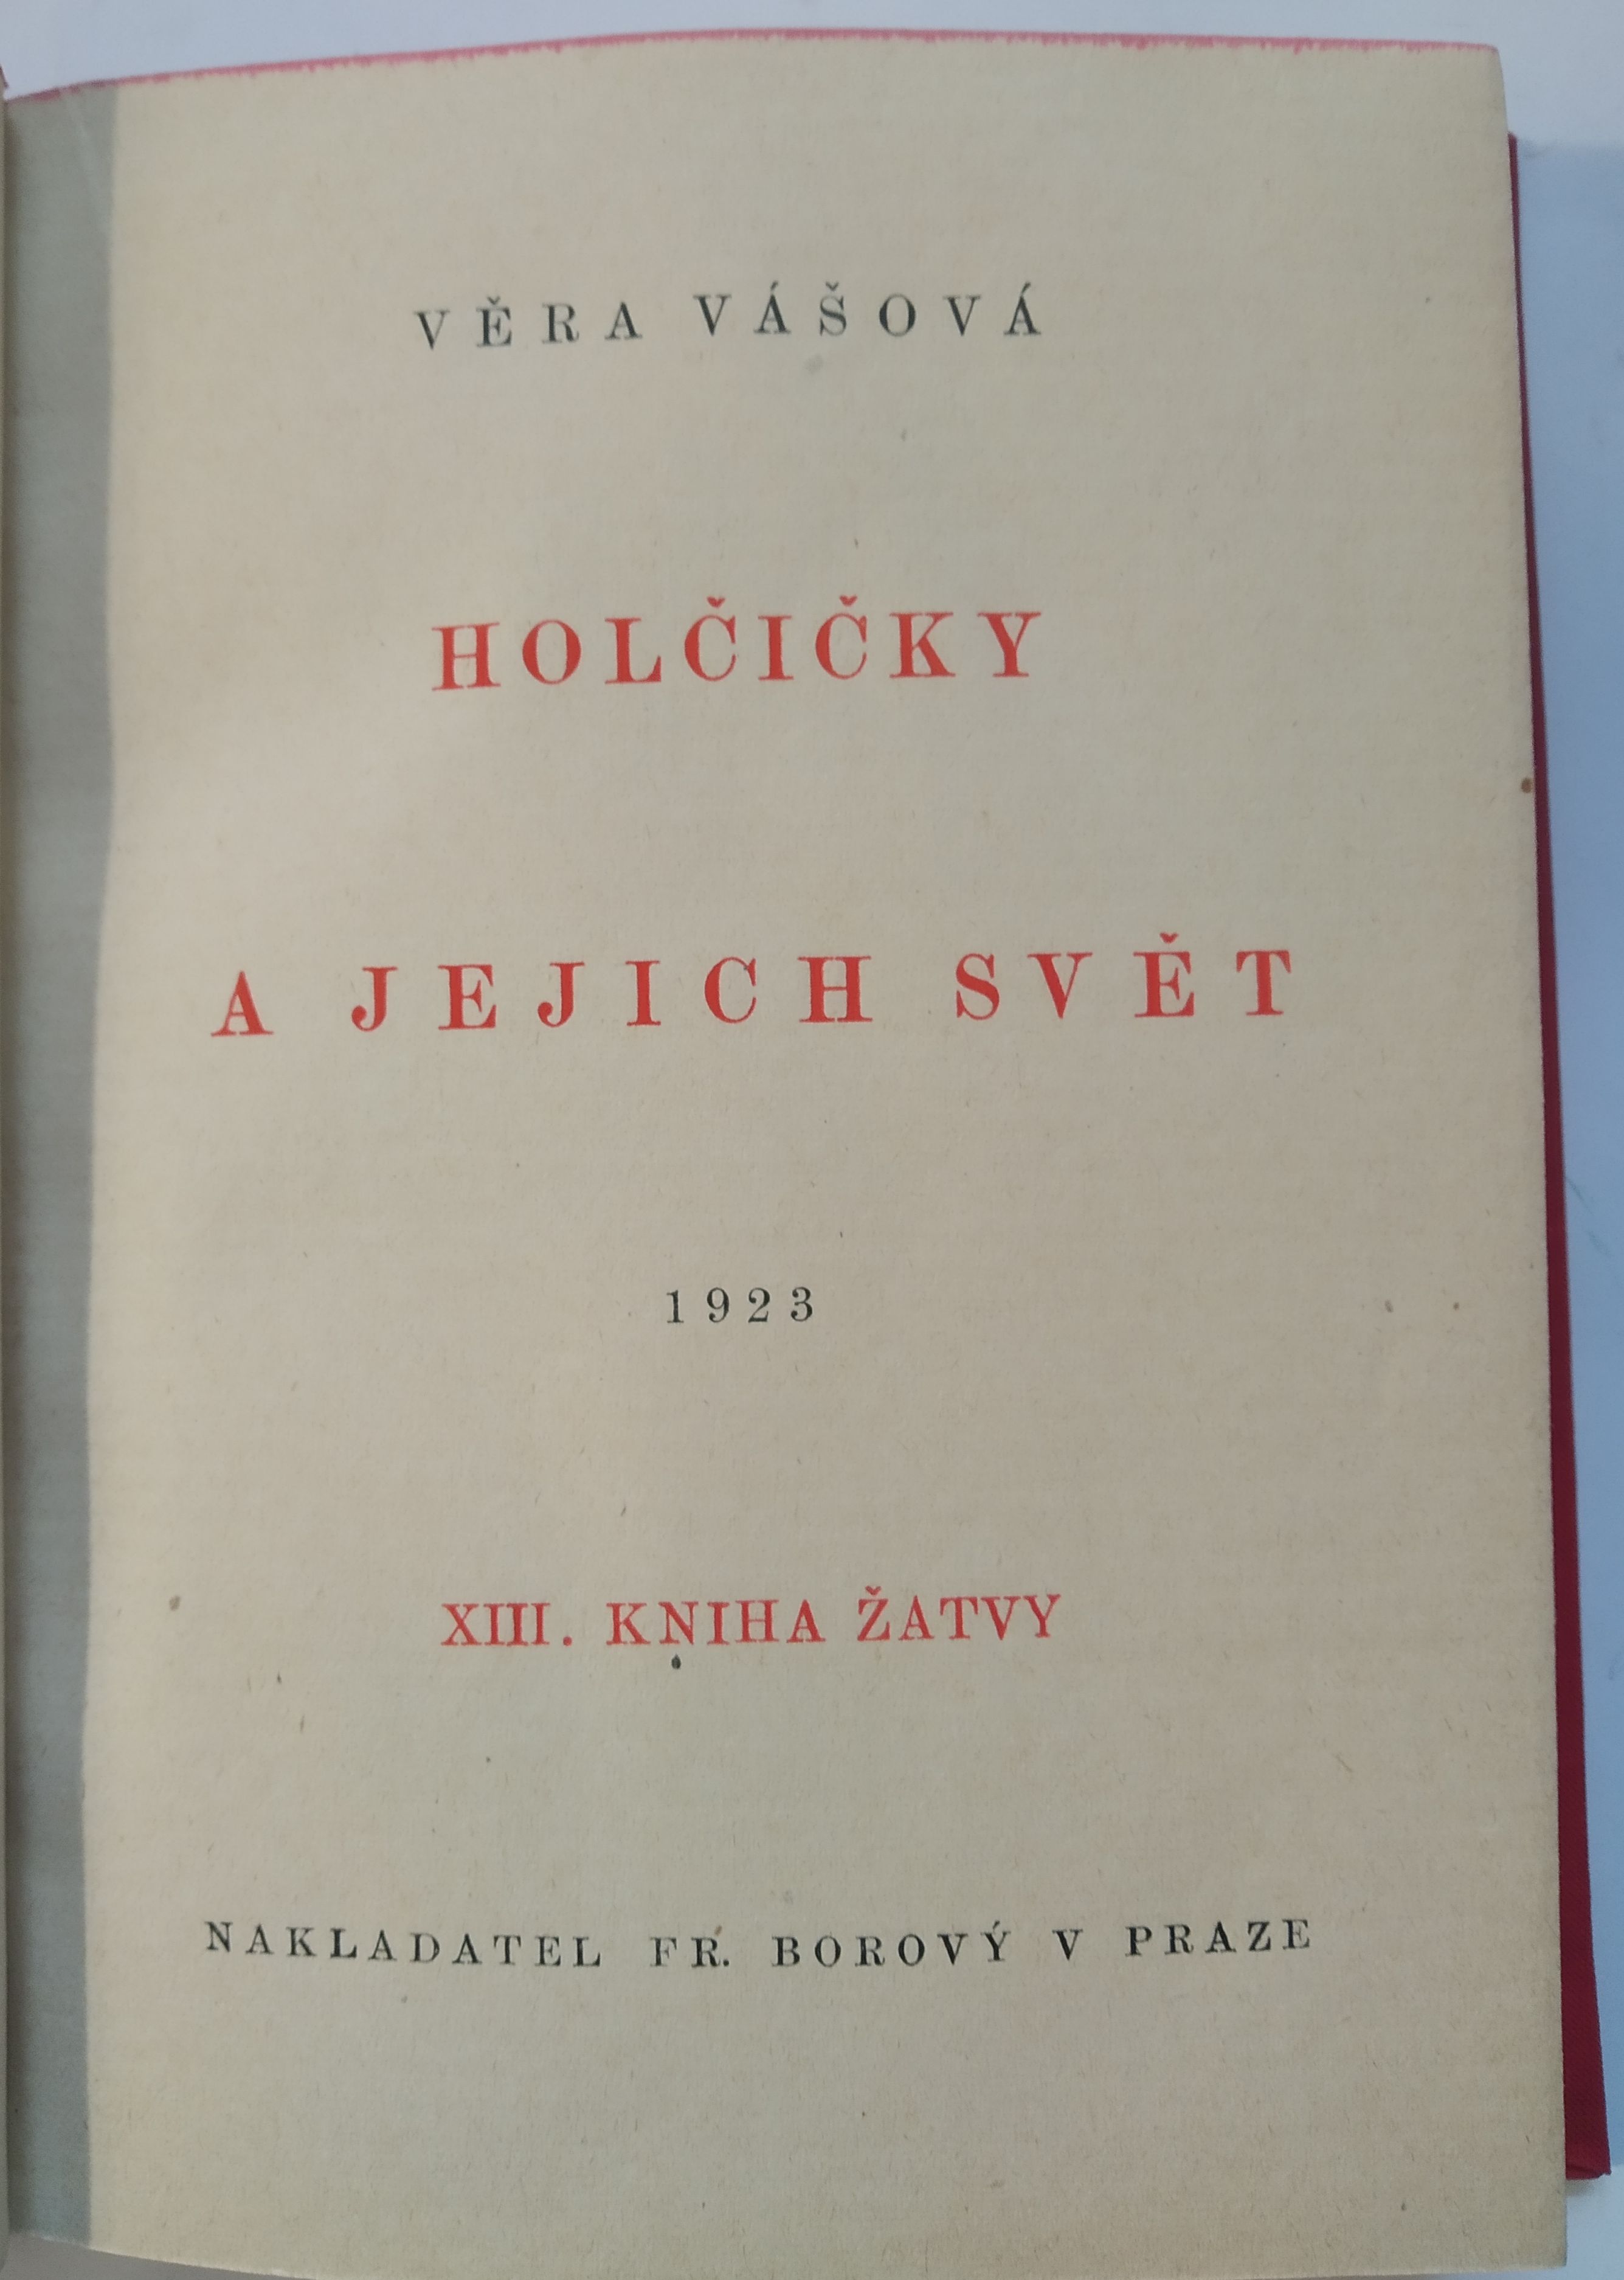 VĚRA VÁŠOVÁ
HOLČIČKY
A JEJICH SVĚT
1923
XIII. KNIHA ŽATVY
NAKLADATEL FR. BOROVÝ V PRAZE